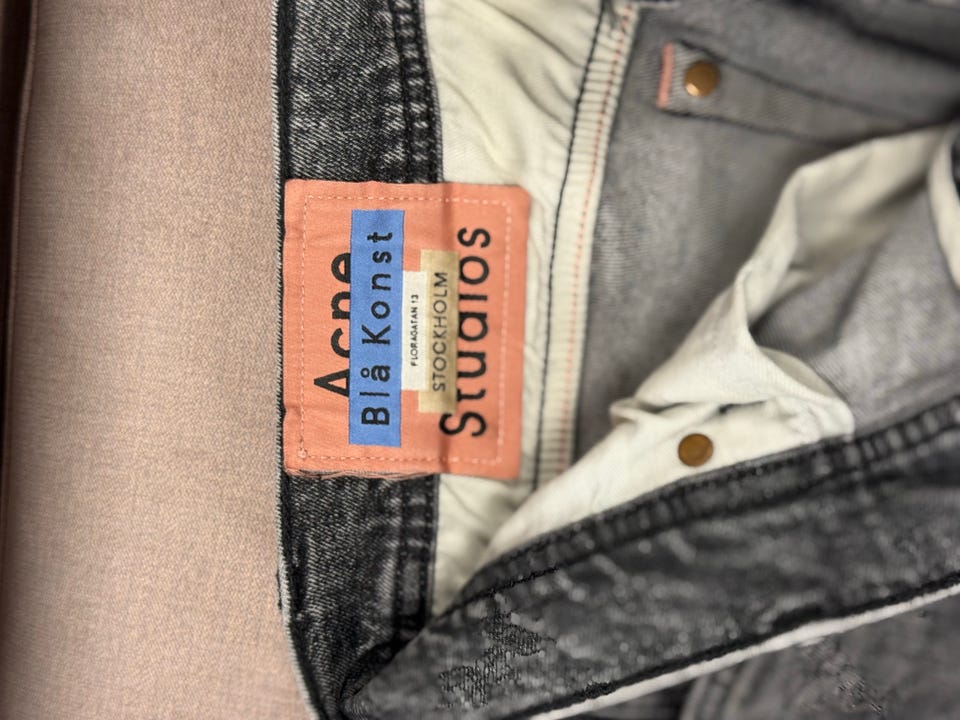 Acne
Blå Konst
FLORAGATAN 13
STOCKHOLM
Studios